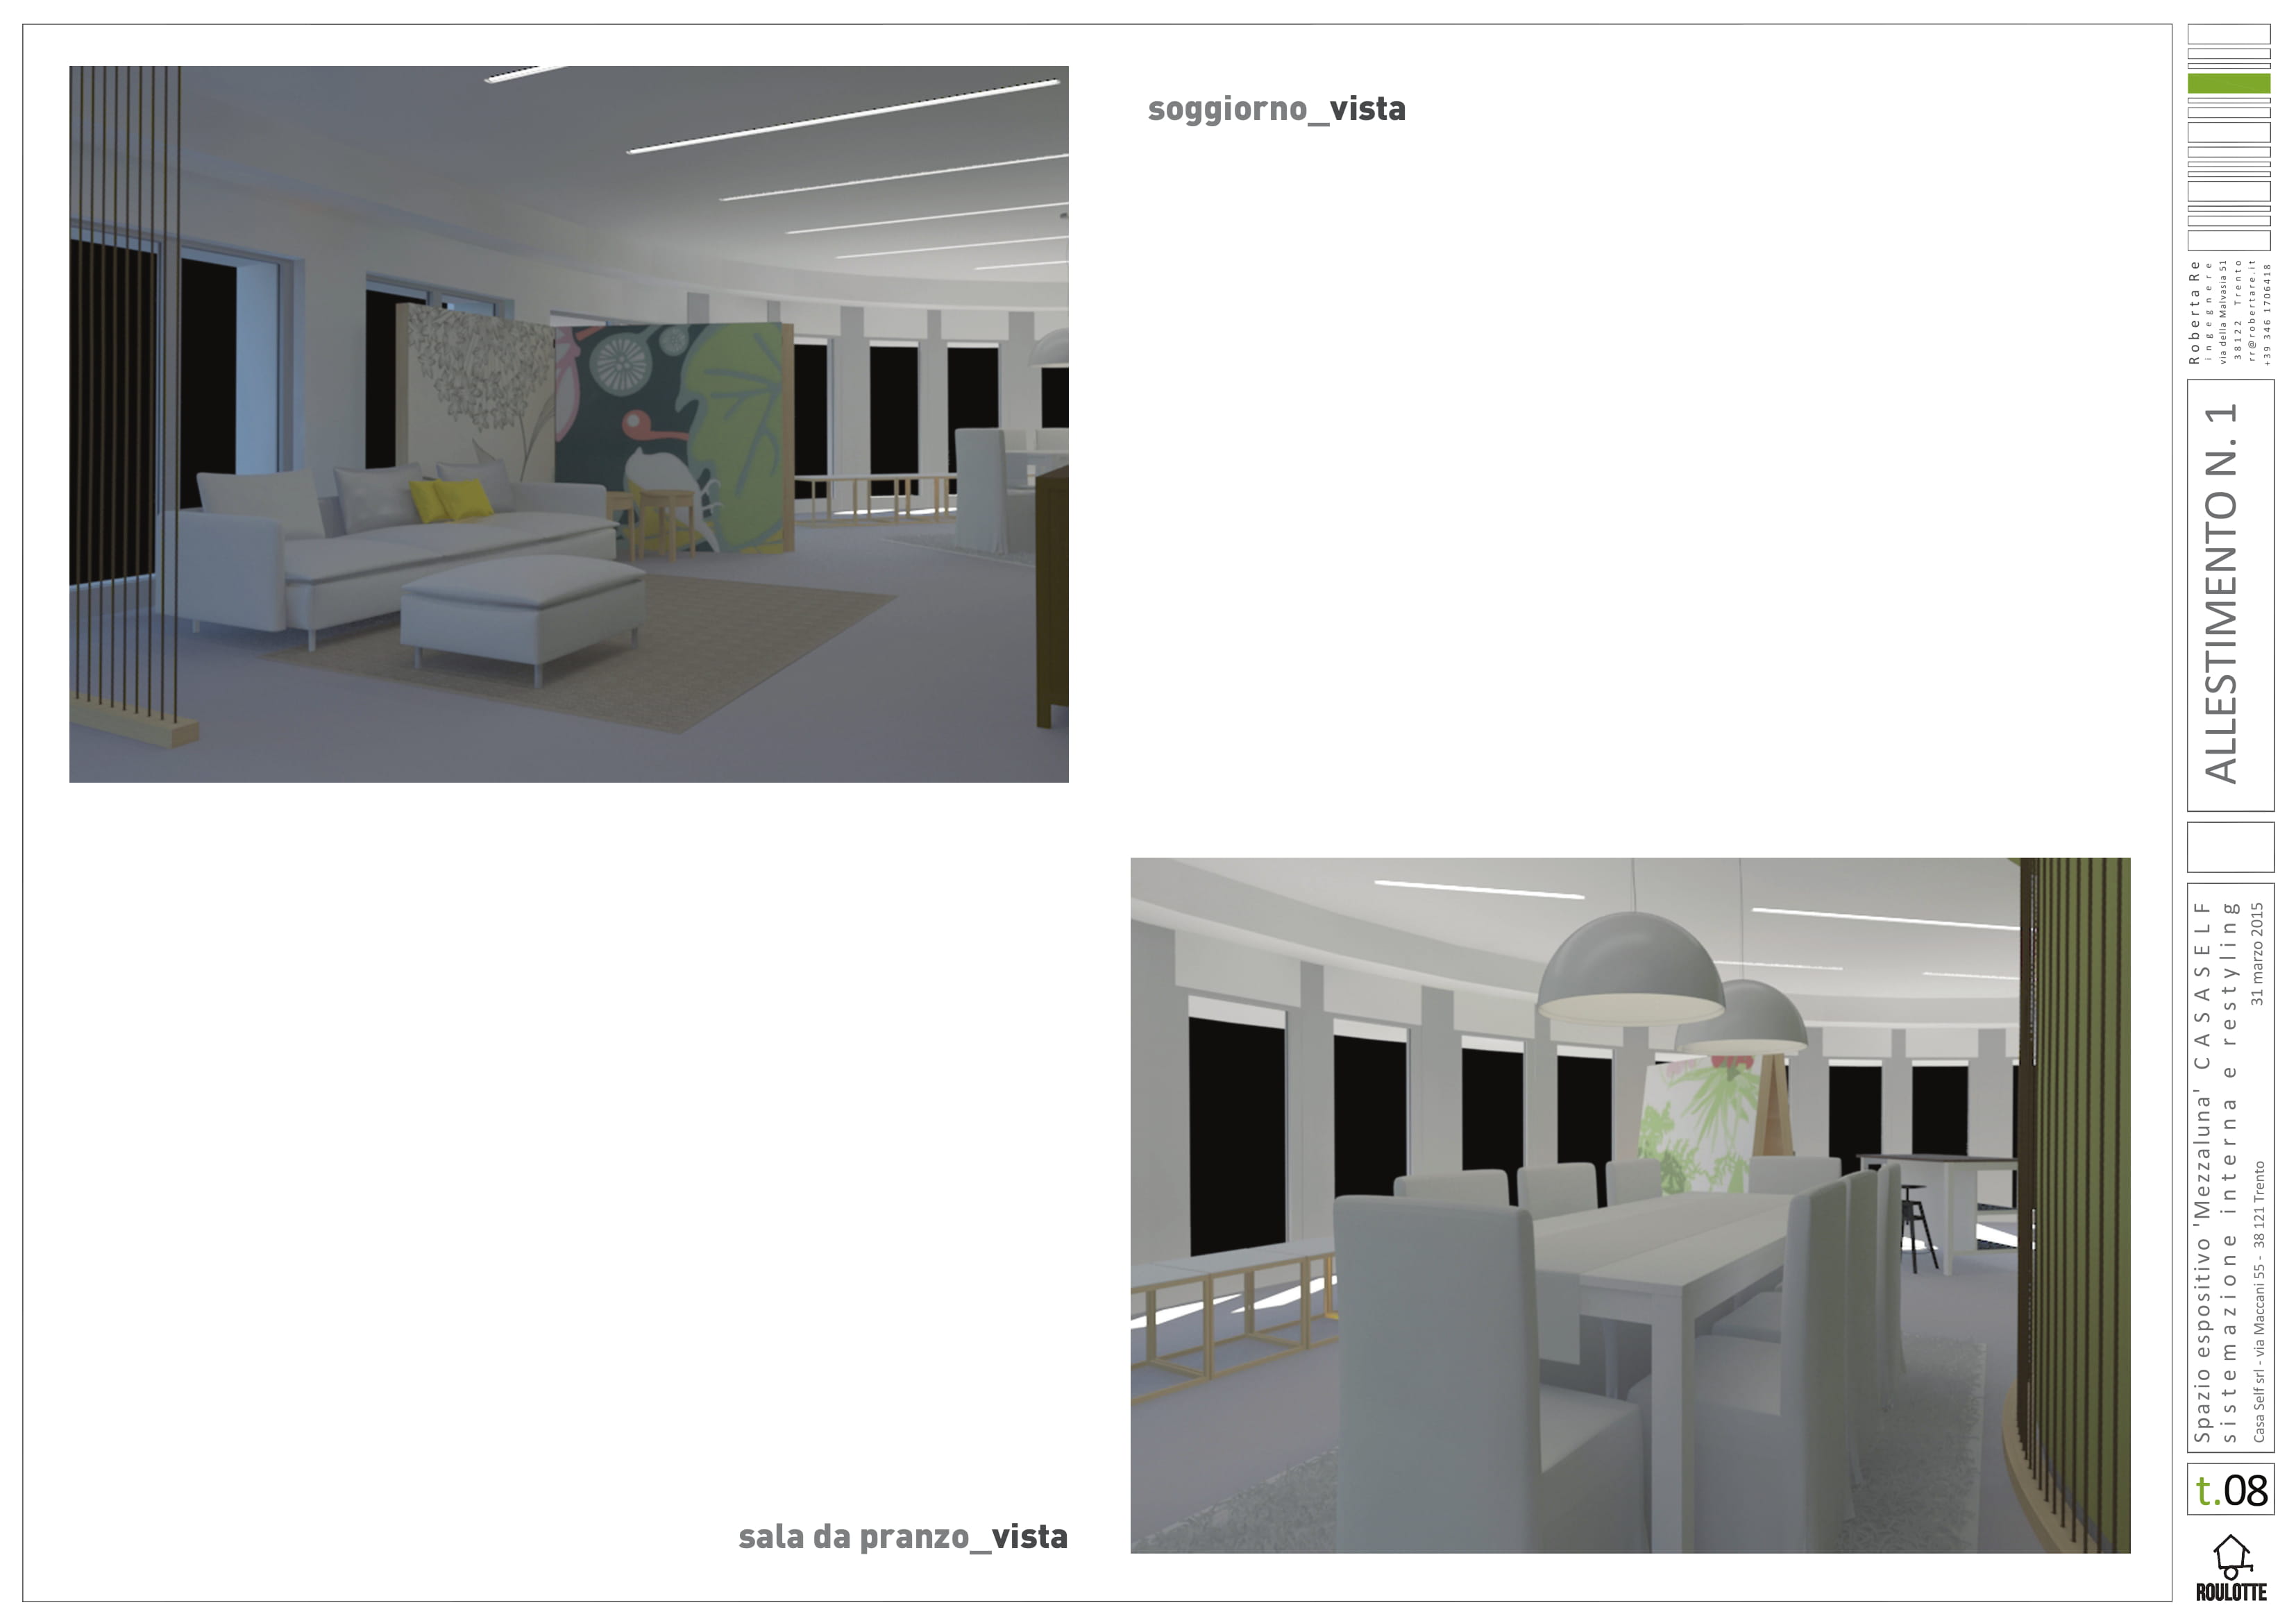 soggiorno_vista
sala da pranzo_vista
Roberta Re
ingegnere
via della Malvasia 51
38122 Trento
rr@robertare.it
+39 346 1706418
ALLESTIMENTO N. 1
Spazio espositivo 'Mezzaluna' CASASELF
sistemazione interna e restyling
Casa Self srl - via Maccani 55 - 38 121 Trento 31 marzo 2015
t.08
ROULOTTE